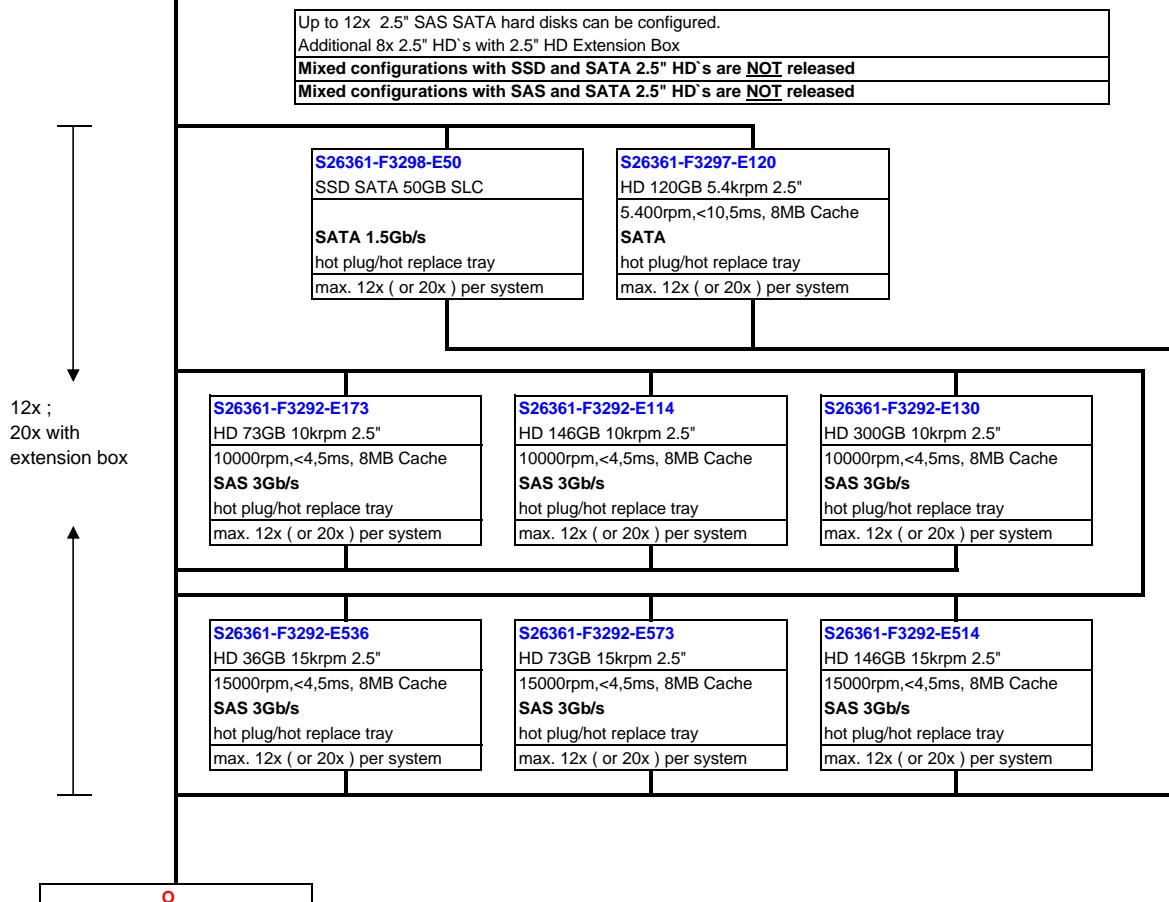 Up to 12x  2.5" SAS SATA hard disks can be configured.
Additional 8x 2.5" HD`s with 2.5" HD Extension Box
Mixed configurations with SSD and SATA 2.5" HD`s are NOT released
Mixed configurations with SAS and SATA 2.5" HD`s are NOT released
S26361-F3298-E50
SSD SATA 50GB SLC
SATA 1.5Gb/s
hot plug/hot replace tray
max. 12x ( or 20x ) per system
S26361-F3297-E120
HD 120GB 5.4krpm 2.5"
5.400rpm,<10,5ms, 8MB Cache
SATA
hot plug/hot replace tray
max. 12x ( or 20x ) per system
12x ;
20x with
extension box
S26361-F3292-E173
HD 73GB 10krpm 2.5"
10000rpm,<4,5ms, 8MB Cache
SAS 3Gb/s
hot plug/hot replace tray
max. 12x ( or 20x ) per system
S26361-F3292-E114
HD 146GB 10krpm 2.5"
10000rpm,<4,5ms, 8MB Cache
SAS 3Gb/s
hot plug/hot replace tray
max. 12x ( or 20x ) per system
S26361-F3292-E130
HD 300GB 10krpm 2.5"
10000rpm,<4,5ms, 8MB Cache
SAS 3Gb/s
hot plug/hot replace tray
max. 12x ( or 20x ) per system
S26361-F3292-E536
HD 36GB 15krpm 2.5"
15000rpm,<4,5ms, 8MB Cache
SAS 3Gb/s
hot plug/hot replace tray
max. 12x ( or 20x ) per system
S26361-F3292-E573
HD 73GB 15krpm 2.5"
15000rpm,<4,5ms, 8MB Cache
SAS 3Gb/s
hot plug/hot replace tray
max. 12x ( or 20x ) per system
S26361-F3292-E514
HD 146GB 15krpm 2.5"
15000rpm,<4,5ms, 8MB Cache
SAS 3Gb/s
hot plug/hot replace tray
max. 12x ( or 20x ) per system
O